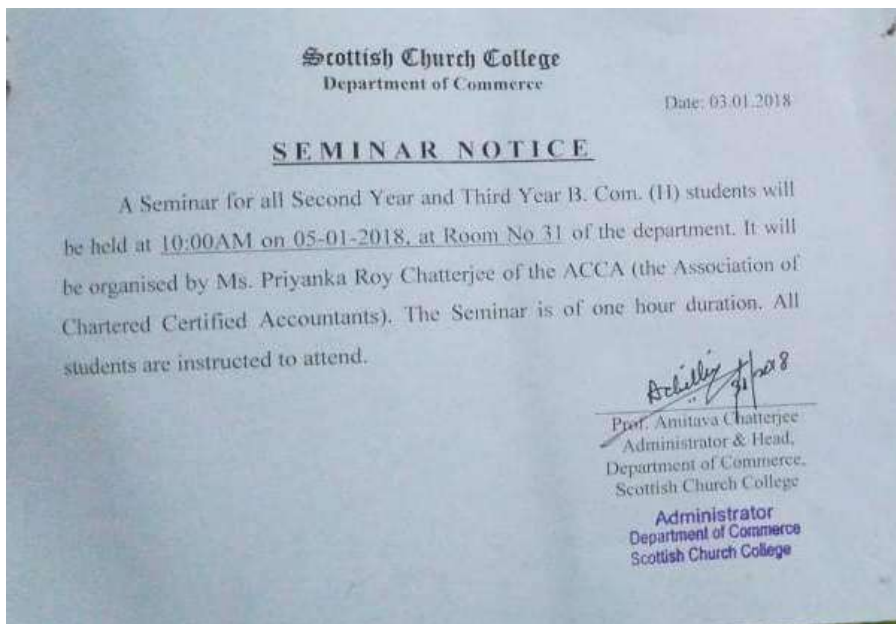 Scottish Church College
Department of Commerce
Date: 03.01.2018
SEMINAR NOTICE
A Seminar for all Second Year and Third Year B. Com. (H) students will
be held at 10:00AM on 05-01-2018, at Room No 31 of the department. It will
be organised by Ms. Priyanka Roy Chatterjee of the ACCA (the Association of
Chartered Certified Accountants). The Seminar is of one hour duration. All
students are instructed to attend.
Prof. Amitava Chatterjee
Administrator & Head,
Department of Commerce,
Scottish Church College
Administrator
Department of Commerce
Scottish Church College